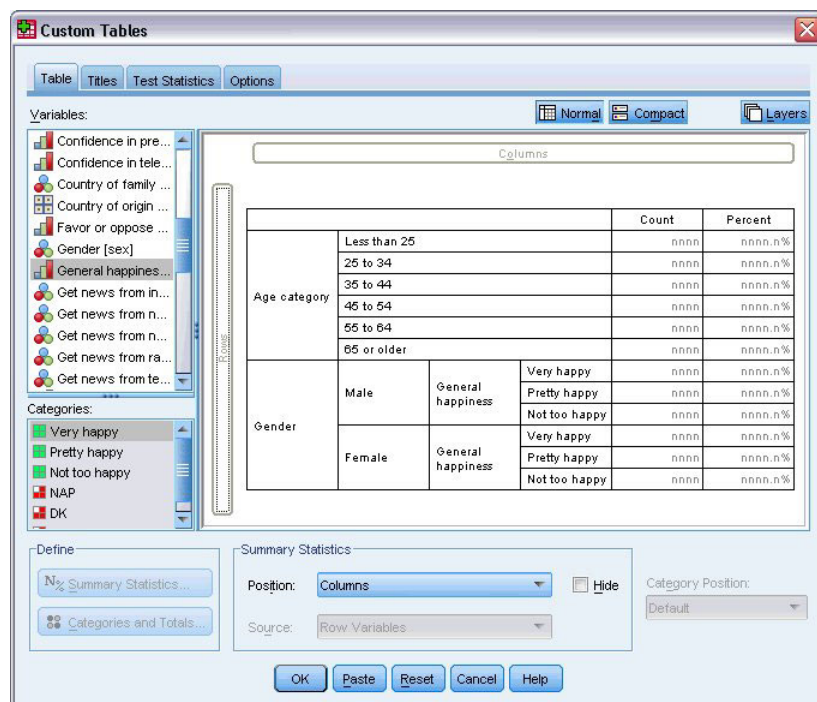 Custom Tables
Table Titles Test Statistics Options
Variables:
Normal Compact Layers
Confidence in pre...
Confidence in tele...
Country of family ...
Country of origin ...
Favor or oppose ...
Gender [sex]
General happines...
Get news from in...
Get news from n...
Get news from n...
Get news from ra...
Get news from te...
Categories:
Very happy
Pretty happy
Not too happy
NAP
DK
Columns
Rows
Count Percent
Age category
Less than 25 nnnn nnnn.n%
25 to 34 nnnn nnnn.n%
35 to 44 nnnn nnnn.n%
45 to 54 nnnn nnnn.n%
55 to 64 nnnn nnnn.n%
65 or older nnnn nnnn.n%
Gender
Male
General
happiness
Very happy nnnn nnnn.n%
Pretty happy nnnn nnnn.n%
Not too happy nnnn nnnn.n%
Female
General
happiness
Very happy nnnn nnnn.n%
Pretty happy nnnn nnnn.n%
Not too happy nnnn nnnn.n%
Define
N% Summary Statistics...
Categories and Totals...
Summary Statistics
Position: Columns Hide
Source: Row Variables
Category Position:
Default
OK Paste Reset Cancel Help